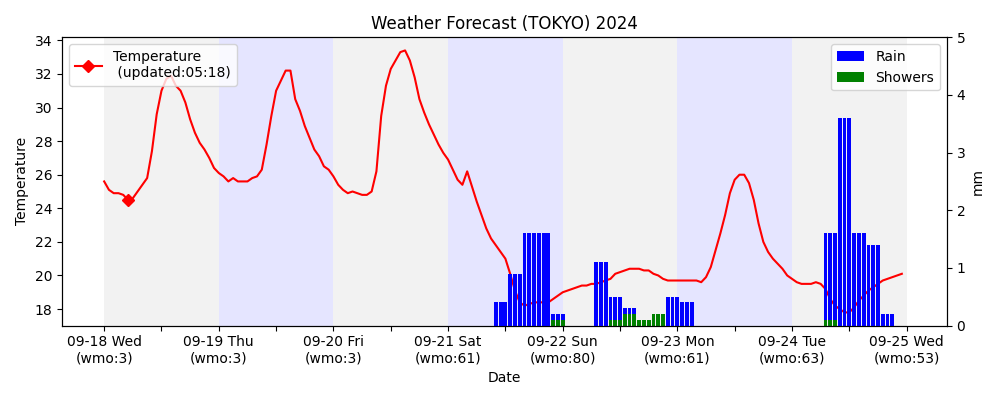 Weather Forecast (TOKYO) 2024
Temperature
(updated:05:18)
Rain
Showers
Temperature
34
32
30
28
26
24
22
20
18
5
4
3
2
1
0
mm
09-18 Wed
(wmo:3)
09-19 Thu
(wmo:3)
09-20 Fri
(wmo:3)
09-21 Sat
(wmo:61)
09-22 Sun
(wmo:80)
09-23 Mon
(wmo:61)
09-24 Tue
(wmo:63)
09-25 Wed
(wmo:53)
Date